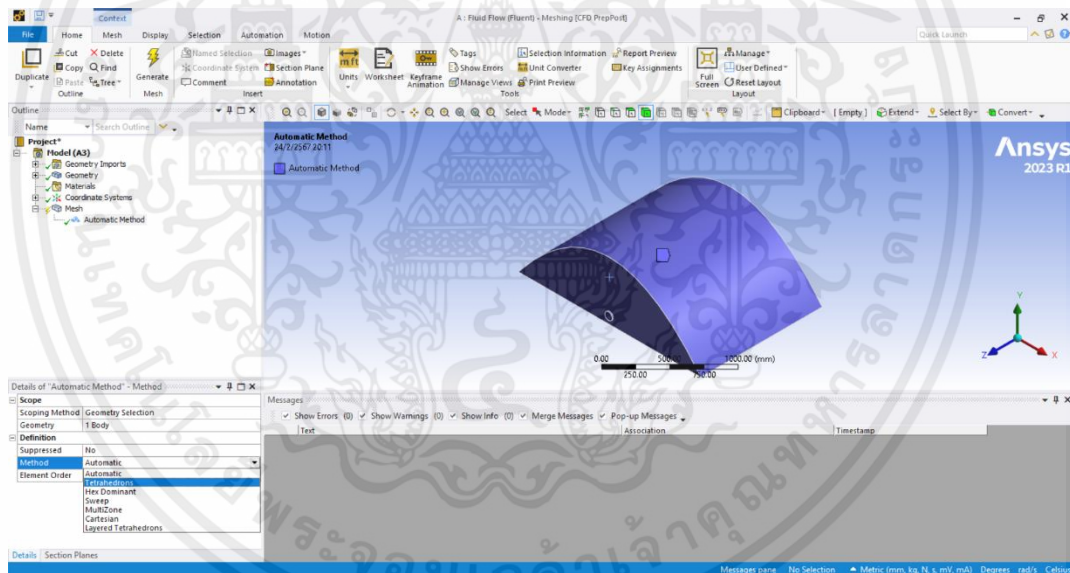 Context
A : Fluid Flow (Fluent) - Meshing [CFD PrepPost]
File Home Mesh Display Selection Automation Motion
Quick Launch
Duplicate
Cut
Copy
Paste
Delete
Find
Tree
Outline
Generate
Mesh
Named Selection
Coordinate System
Comment
Images
Section Plane
Annotation
Insert
Units
Worksheet
Keyframe Animation
Tags
Show Errors
Manage Views
Selection Information
Unit Converter
Print Preview
Report Preview
Key Assignments
Tools
Full Screen
Manage
User Defined
Reset Layout
Layout
Outline
Select Mode Clipboard [ Empty ] Extend Select By Convert
Name Search Outline
Project*
Model (A3)
Geometry Imports
Geometry
Materials
Coordinate Systems
Mesh
Automatic Method
Automatic Method
24/2/2567 20:11
Automatic Method
Ansys
2023 R1
Y
Z X
0.00 500.00 1000.00 (mm)
250.00 750.00
Details of "Automatic Method" - Method
Scope
Scoping Method Geometry Selection
Geometry 1 Body
Definition
Suppressed No
Method Automatic
Element Order Automatic
Tetrahedrons
Hex Dominant
Sweep
MultiZone
Cartesian
Layered Tetrahedrons
Details Section Planes
Messages
Show Errors (0) Show Warnings (0) Show Info (0) Merge Messages Pop-up Messages
Text Association Timestamp
Messages pane No Selection Metric (mm, kg, N, s, mV, mA) Degrees rad/s Celsius